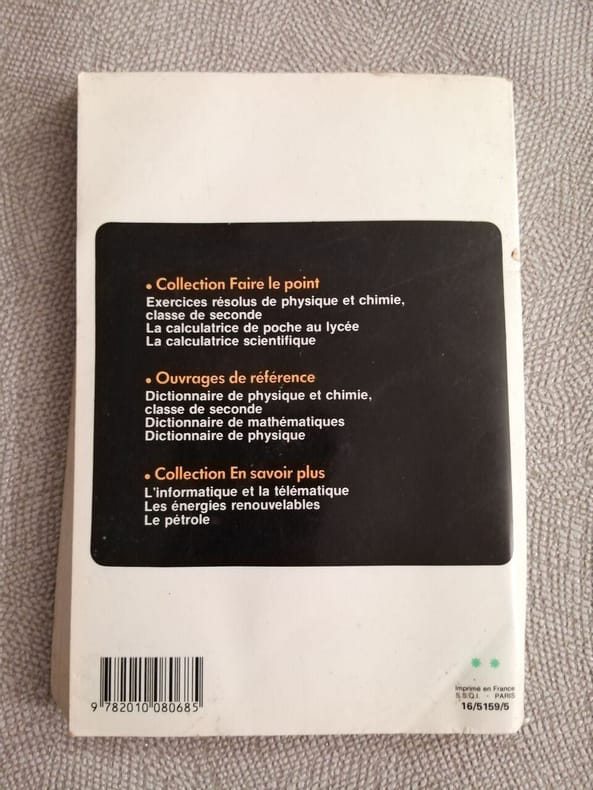 • Collection Faire le point
Exercices résolus de physique et chimie,
classe de seconde
La calculatrice de poche au lycée
La calculatrice scientifique
• Ouvrages de référence
Dictionnaire de physique et chimie,
classe de seconde
Dictionnaire de mathématiques
Dictionnaire de physique
• Collection En savoir plus
L'informatique et la télématique
Les énergies renouvelables
Le pétrole
9 782010 080685
Imprimé en France
S.S.Q.I. - PARIS
16/5159/5